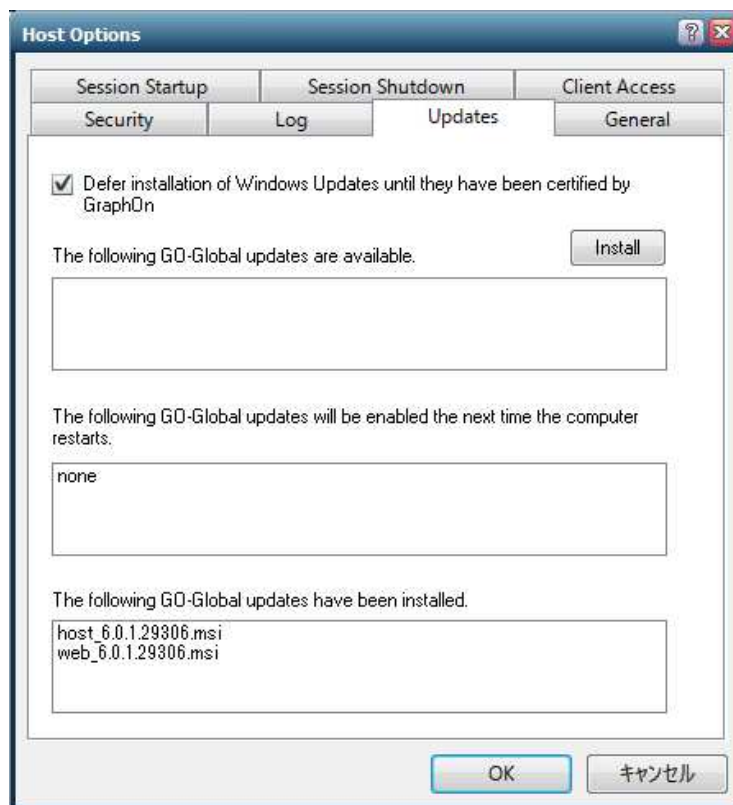 Host Options
Session Startup
Session Shutdown
Client Access
Security
Log
Updates
General
Defer installation of Windows Updates until they have been certified by
GraphOn
The following GO-Global updates are available.
Install
The following GO-Global updates will be enabled the next time the computer
restarts.
none
The following GO-Global updates have been installed.
host_6.0.1.29306.msi
web_6.0.1.29306.msi
OK
キャンセル